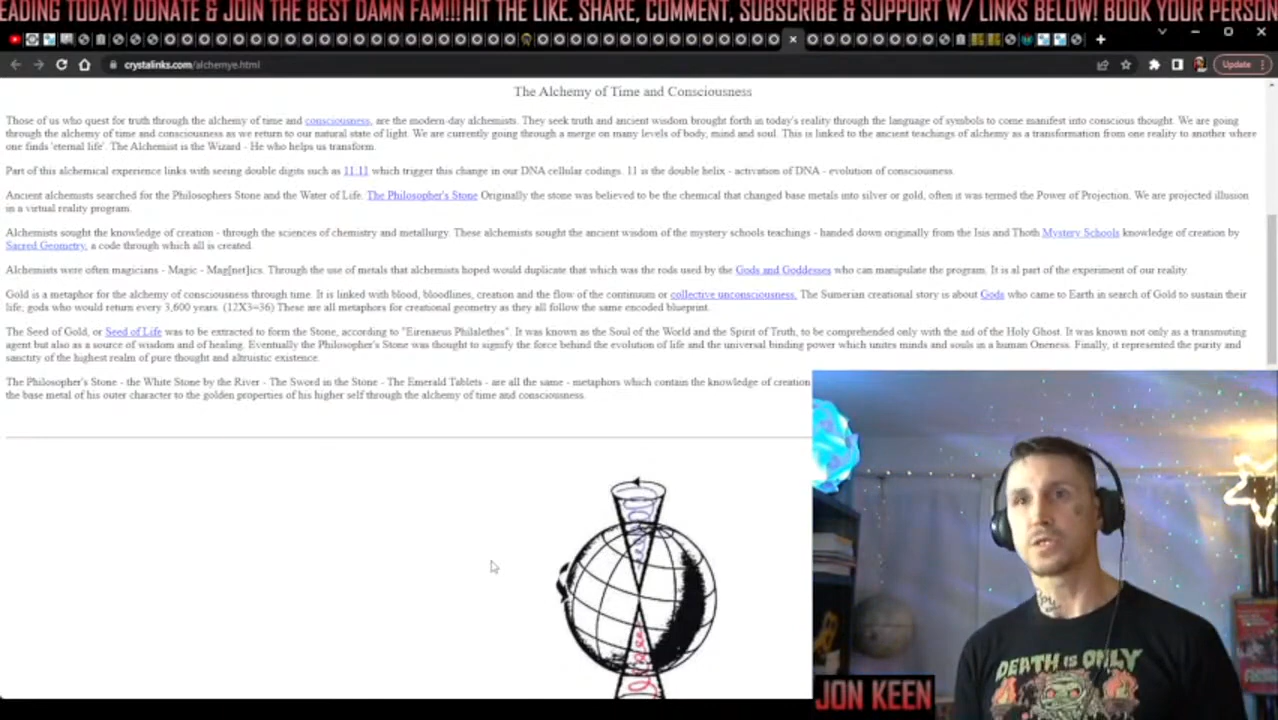 EADING TODAY! DONATE & JOIN THE BEST DAMN FAM!!! HIT THE LIKE. SHARE, COMMENT, SUBSCRIBE & SUPPORT W/ LINKS BELOW! BOOK YOUR PERSON
crystalinks.com/alchemye.html
Update
The Alchemy of Time and Consciousness
Those of us who quest for truth through the alchemy of time and consciousness, are the modern-day alchemists. They seek truth and ancient wisdom brought forth in today's reality through the language of symbols to come manifest into conscious thought. We are going
through the alchemy of time and consciousness as we return to our natural state of light. We are currently going through a merge on many levels of body, mind and soul. This is linked to the ancient teachings of alchemy as a transformation from one reality to another where
one finds 'eternal life'. The Alchemist is the Wizard - He who helps us transform.
Part of this alchemical experience links with seeing double digits such as 11.11 which trigger this change in our DNA cellular codings. 11 is the double helix - activation of DNA - evolution of consciousness.
Ancient alchemists searched for the Philosophers Stone and the Water of Life. The Philosopher's Stone Originally the stone was believed to be the chemical that changed base metals into silver or gold, often it was termed the Power of Projection. We are projected illusion
in a virtual reality program.
Alchemists sought the knowledge of creation - through the sciences of chemistry and metallurgy. These alchemists sought the ancient wisdom of the mystery schools teachings - handed down originally from the Isis and Thoth Mystery Schools knowledge of creation by
Sacred Geometry, a code through which all is created
Alchemists were often magicians - Magic - Mag[net]ics. Through the use of metals that alchemists hoped would duplicate that which was the rods used by the Gods and Goddesses who can manipulate the program. It is al part of the experiment of our reality
Gold is a metaphor for the alchemy of consciousness through time. It is linked with blood, bloodlines, creation and the flow of the continuum or collective unconsciousness. The Sumerian creational story is about Gods who came to Earth in search of Gold to sustain their
life, gods who would return every 3,600 years. (12X3=36) These are all metaphors for creational geometry as they all follow the same encoded blueprint.
The Seed of Gold, or Seed of Life was to be extracted to form the Stone, according to "Eirenaeus Philalethes". It was known as the Soul of the World and the Spirit of Truth, to be comprehended only with the aid of the Holy Ghost. It was known not only as a transmuting
agent but also as a source of wisdom and of healing. Eventually the Philosopher's Stone was thought to signify the force behind the evolution of life and the universal binding power which unites minds and souls in a human Oneness. Finally, it represented the purity and
sanctity of the highest realm of pure thought and altruistic existence.
The Philosopher's Stone - the White Stone by the River - The Sword in the Stone - The Emerald Tablets - are all the same - metaphors which contain the knowledge of creation
the base metal of his outer character to the golden properties of his higher self through the alchemy of time and consciousness.
DEATH IS ONLY
JON KEEN